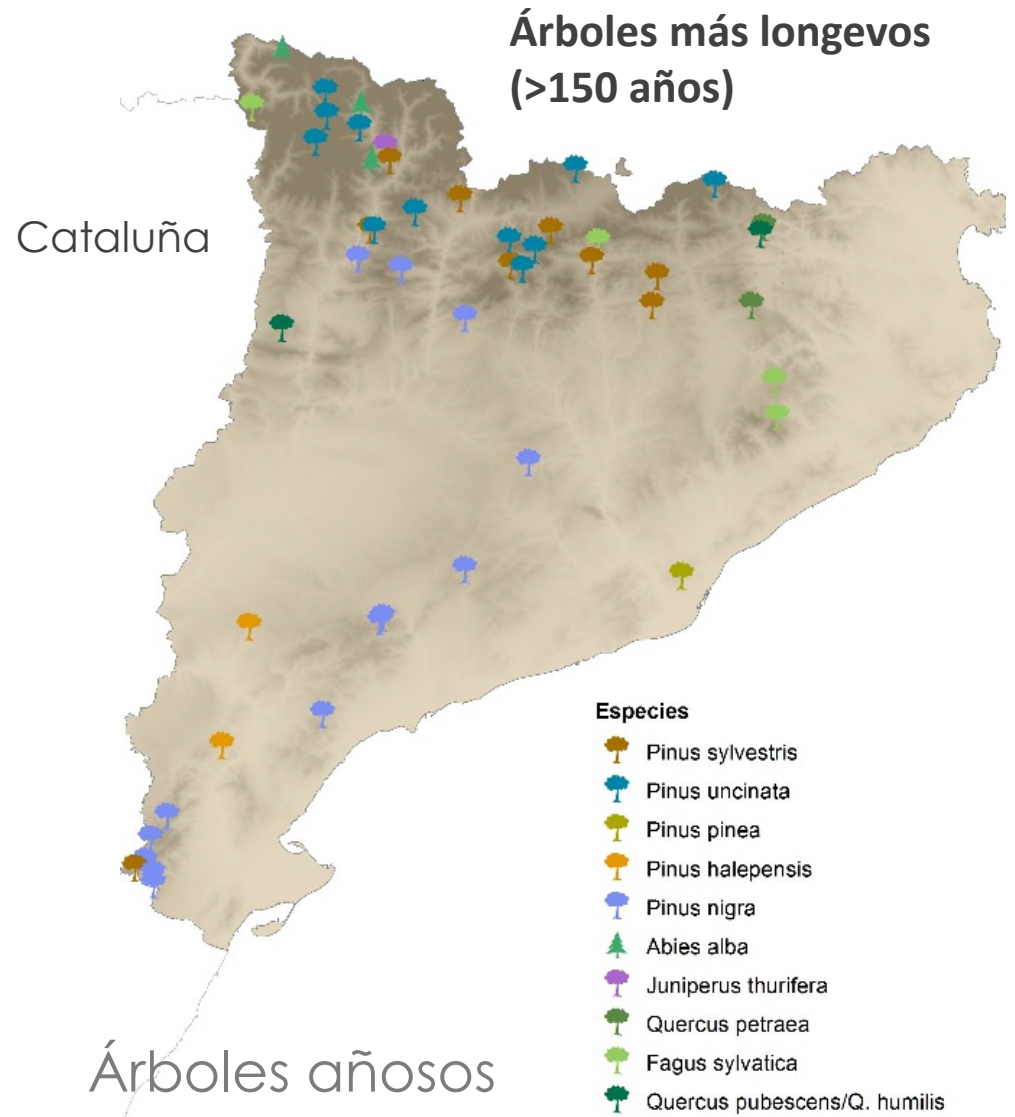 Árboles más longevos
(>150 años)
Cataluña
Especies
Pinus sylvestris
Pinus uncinata
Pinus pinea
Pinus halepensis
Pinus nigra
Abies alba
Juniperus thurifera
Quercus petraea
Fagus sylvatica
Quercus pubescens/Q. humilis
Árboles añosos